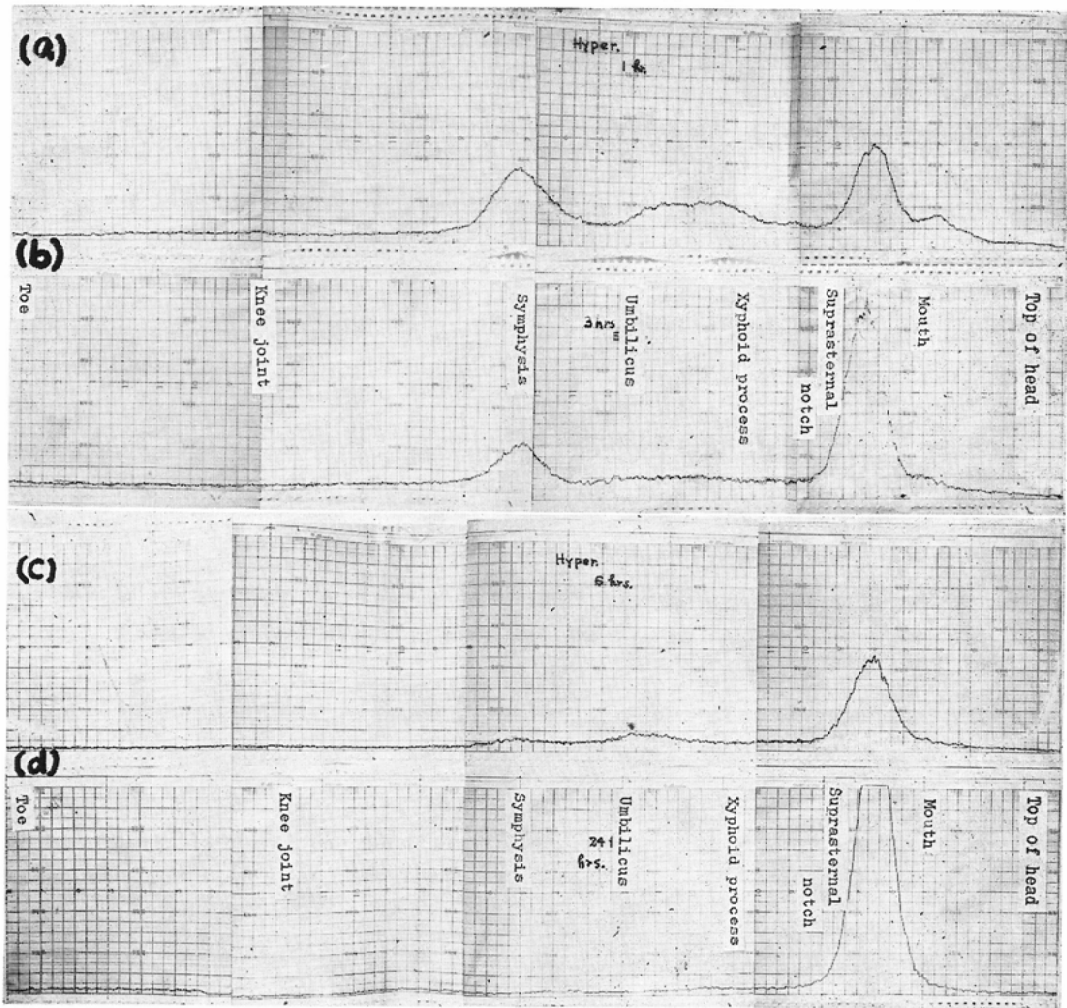 (a)
Hyper.
1 hr.
(b)
Toe
Knee joint
Symphysis
3 hrs
Umbilicus
Xyphoid process
Suprasternal
notch
Mouth
Top of head
(c)
Hyper.
6 hrs.
(d)
Toe
Knee joint
Symphysis
24
hrs.
Umbilicus
Xyphoid process
Suprasternal
notch
Mouth
Top of head